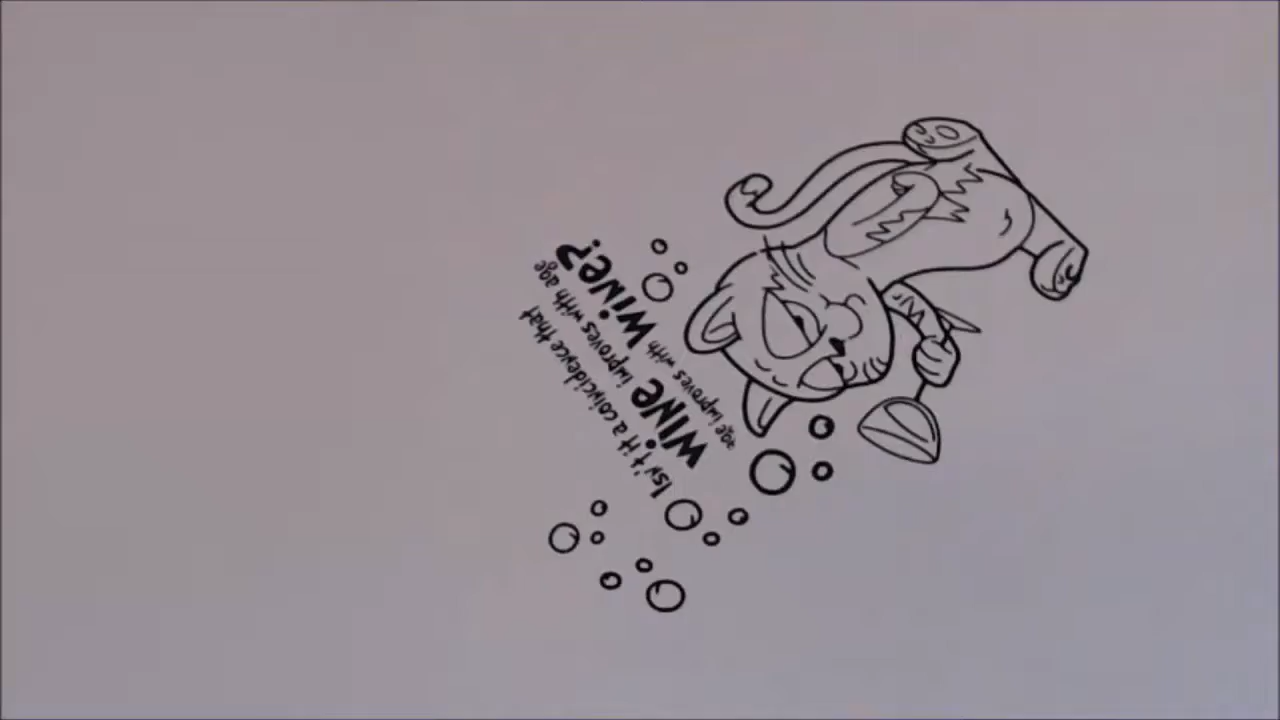 Isn't it a coincidence that
WINE improves with age
age improves with WINE?